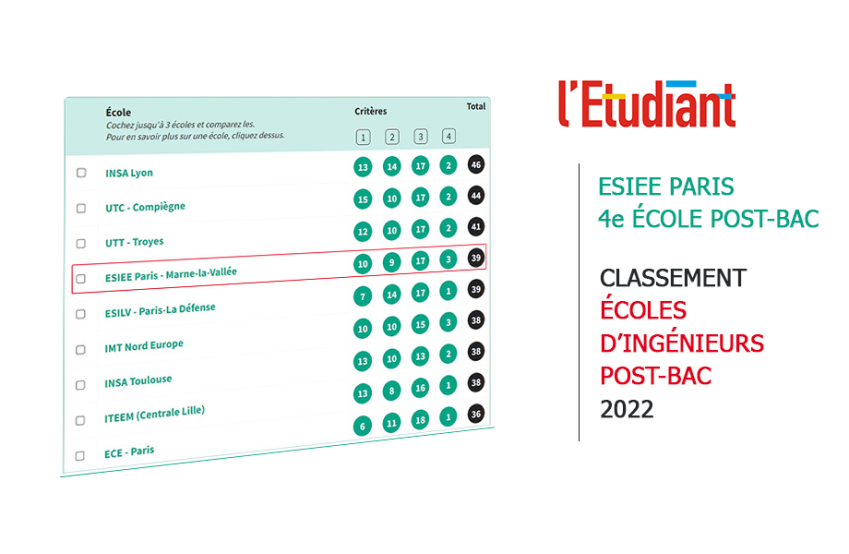 École
Cochez jusqu'à 3 écoles et comparez les.
Pour en savoir plus sur une école, cliquez dessus.
Critères
Total
1 2 3 4
INSA Lyon 13 14 17 2 46
UTC - Compiègne 15 10 17 2 44
UTT - Troyes 12 10 17 2 41
ESIEE Paris - Marne-la-Vallée 10 9 17 3 39
ESILV - Paris-La Défense 7 14 17 1 39
IMT Nord Europe 10 10 15 3 38
INSA Toulouse 13 10 13 2 38
ITEEM (Centrale Lille) 13 8 16 1 38
ECE - Paris 6 11 18 1 36
l'Etudiant
ESIEE PARIS
4e ÉCOLE POST-BAC
CLASSEMENT
ÉCOLES
D'INGÉNIEURS
POST-BAC
2022